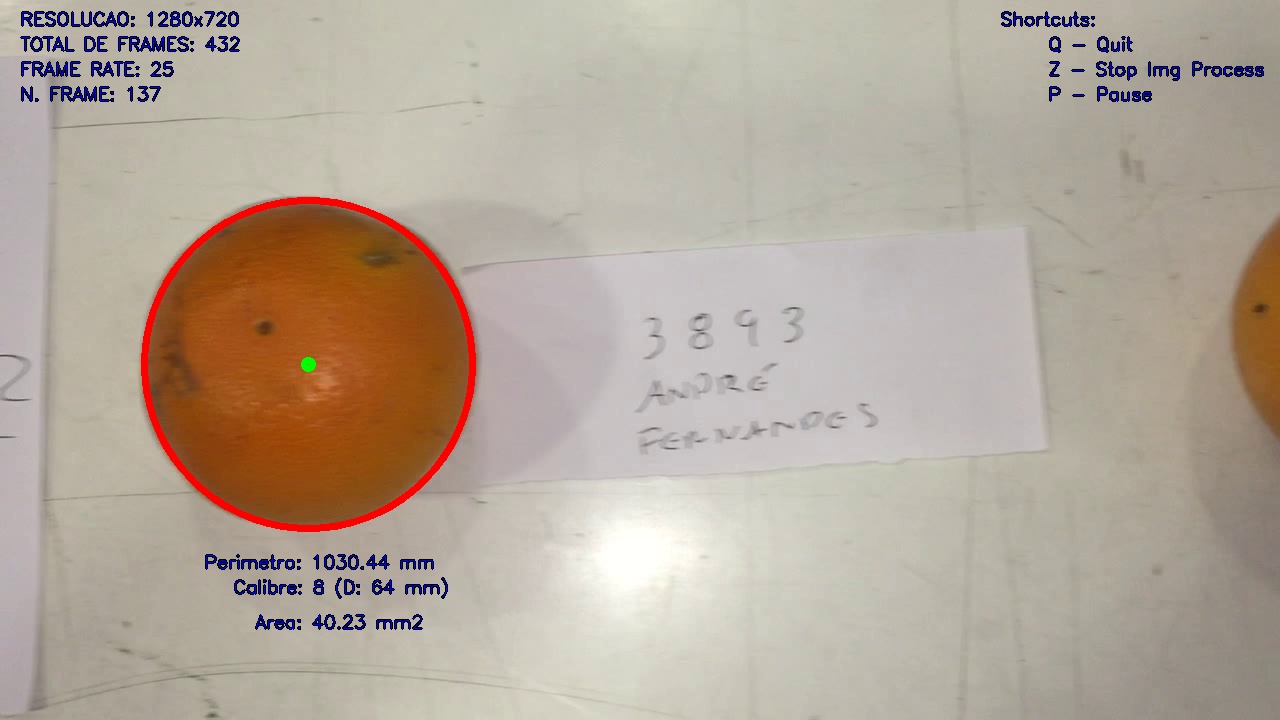 RESOLUCAO: 1280x720
TOTAL DE FRAMES: 432
FRAME RATE: 25
N. FRAME: 137
Shortcuts:
Q - Quit
Z - Stop Img Process
P - Pause
2
3893
ANDRÉ
FERNANDES
Perimetro: 1030.44 mm
Calibre: 8 (D: 64 mm)
Area: 40.23 mm2